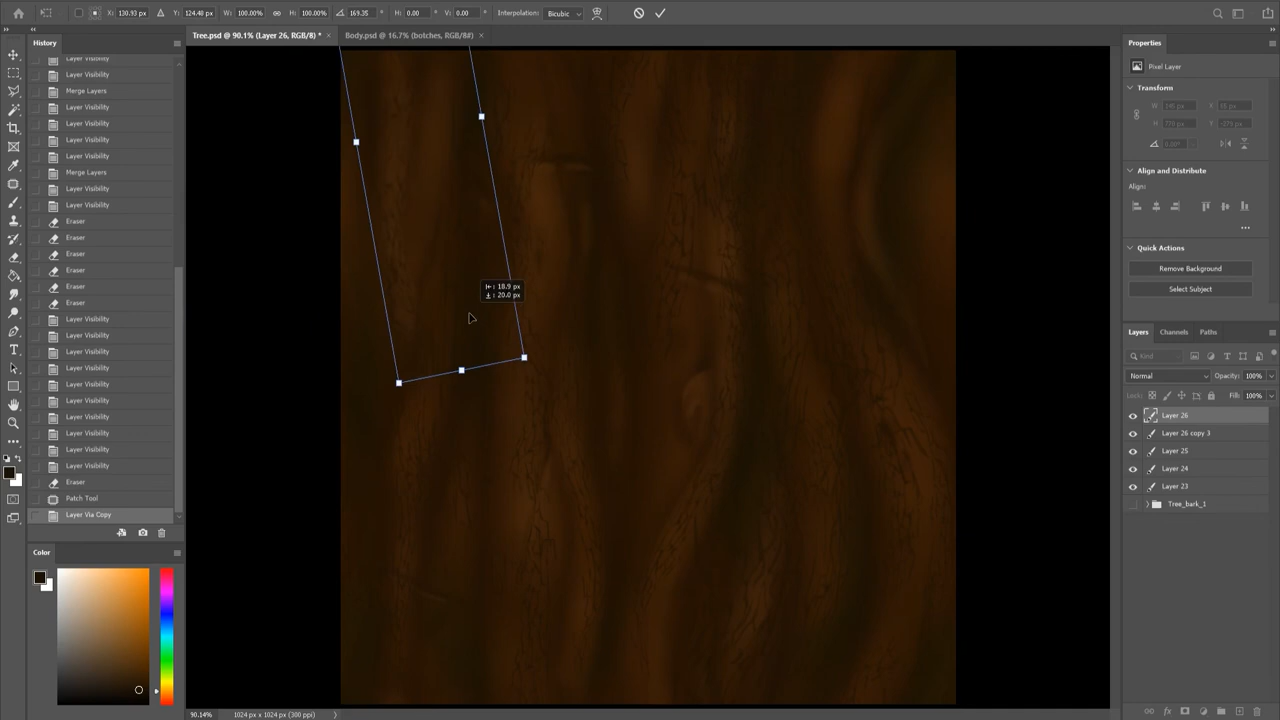 X: 130.93 px Y: 124.48 px W: 100.00% H: 100.00% 169.35 H: 0.00 V: 0.00 Interpolation: Bicubic
Tree.psd @ 90.1% (Layer 26, RGB/8) * × Body.psd @ 16.7% (botches, RGB/8#) ×
History
Layer Visibility
Layer Visibility
Merge Layers
Layer Visibility
Layer Visibility
Layer Visibility
Layer Visibility
Merge Layers
Layer Visibility
Layer Visibility
Eraser
Eraser
Eraser
Eraser
Eraser
Eraser
Layer Visibility
Layer Visibility
Layer Visibility
Layer Visibility
Layer Visibility
Layer Visibility
Layer Visibility
Layer Visibility
Layer Visibility
Layer Visibility
Eraser
Patch Tool
Layer Via Copy
Color
: 18.9 px
: 20.0 px
90.14% 1024 px x 1024 px (300 ppi)
Properties
Pixel Layer
Transform
W: X:
H: Y:
0.00°
Align and Distribute
Align:
Quick Actions
Remove Background
Select Subject
Layers Channels Paths
Kind
Normal Opacity: 100%
Lock: Fill: 100%
Layer 26
Layer 26 copy 3
Layer 25
Layer 24
Layer 23
Tree_bark_1